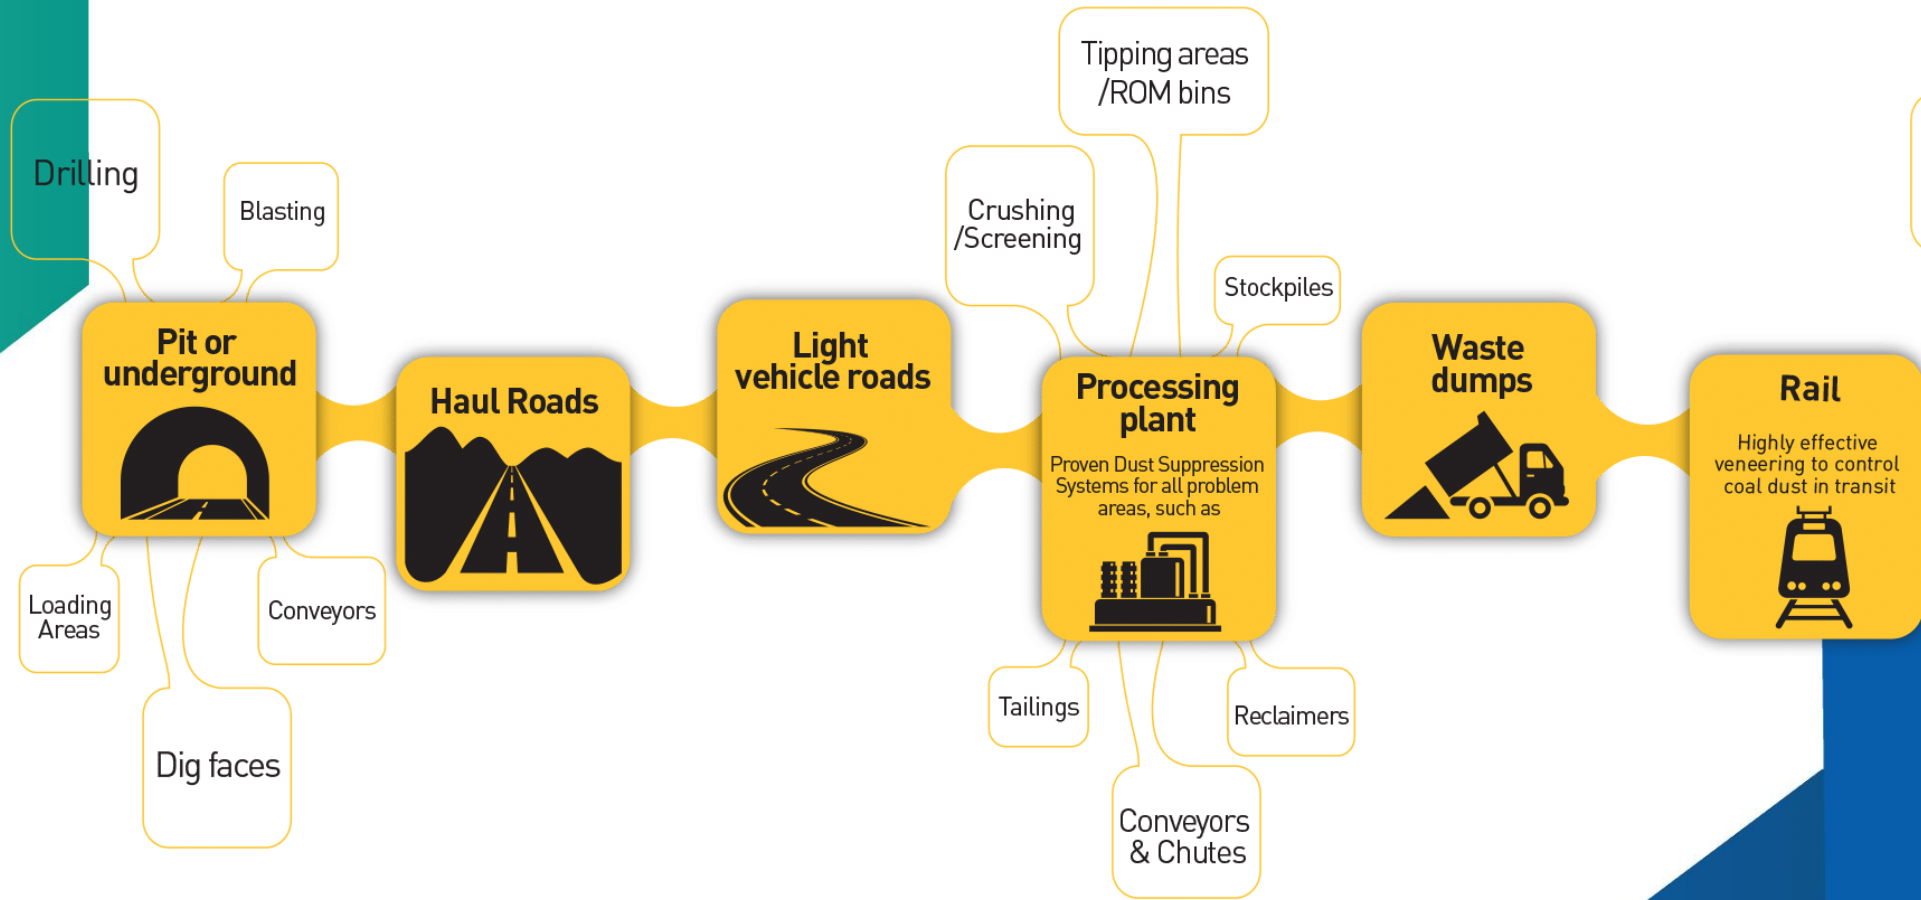 Drilling
Blasting
Pit or
underground
Loading
Areas
Dig faces
Conveyors
Haul Roads
Light
vehicle roads
Tipping areas
/ROM bins
Crushing
/Screening
Stockpiles
Processing
plant
Proven Dust Suppression
Systems for all problem
areas, such as
Tailings
Conveyors
& Chutes
Reclaimers
Waste
dumps
Rail
Highly effective
veneering to control
coal dust in transit